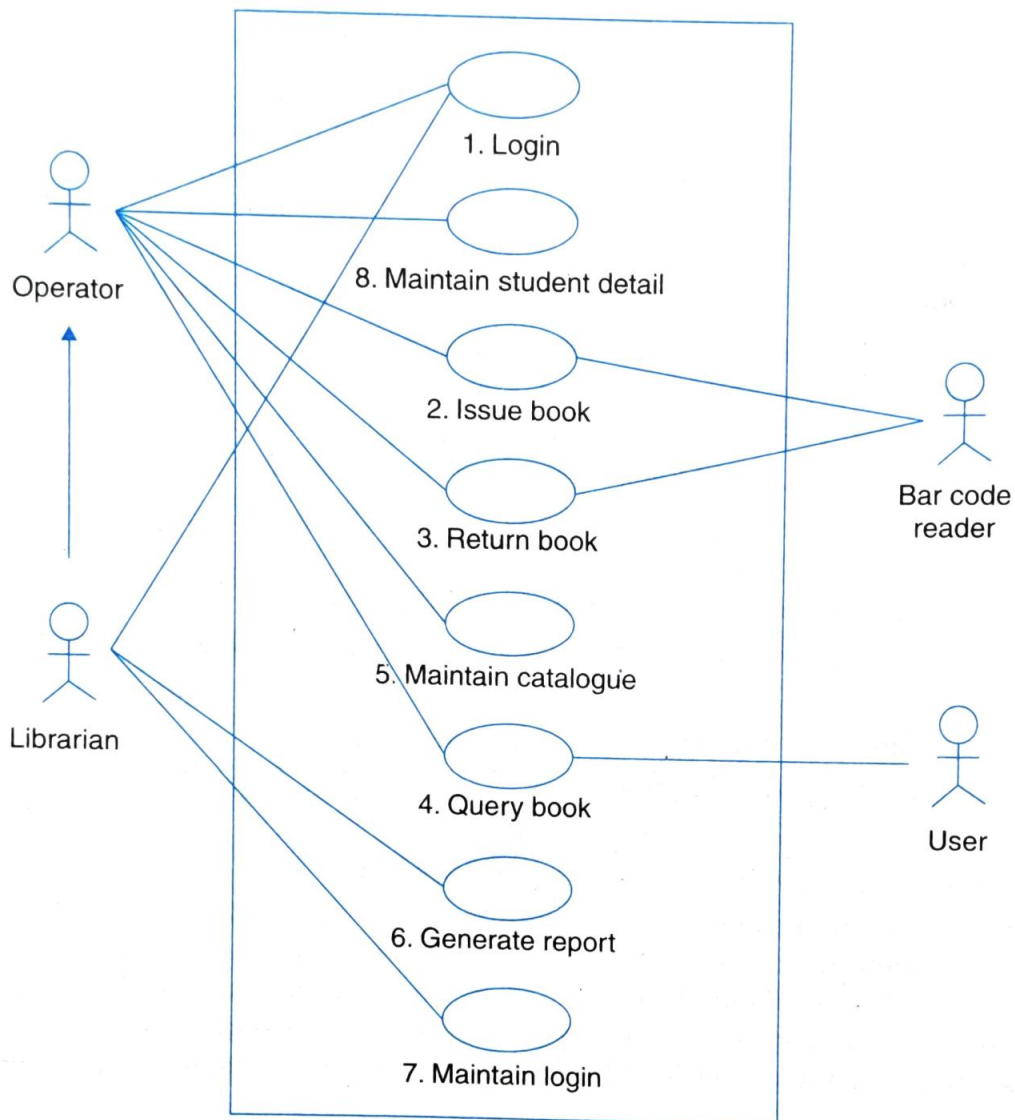 1. Login
Operator
8. Maintain student detail
2. Issue book
Bar code
reader
3. Return book
Librarian
5. Maintain catalogue
4. Query book
User
6. Generate report
7. Maintain login